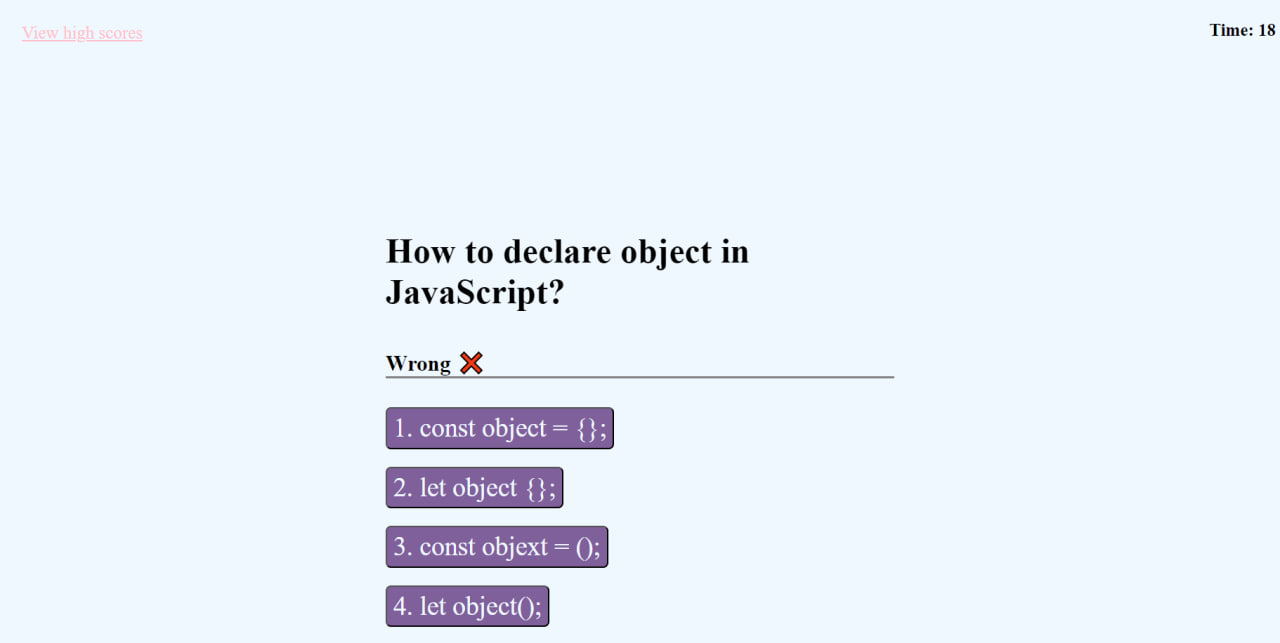 View high scores
Time: 18
How to declare object in
JavaScript?
Wrong ❌
1. const object = {};
2. let object {};
3. const objext = ();
4. let object();